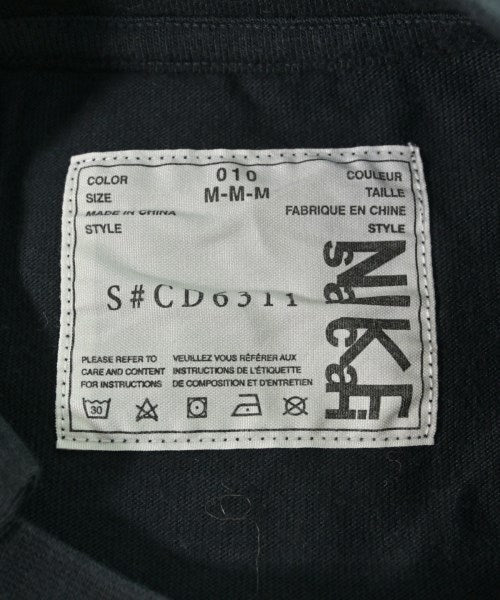 COLOR 010 COULEUR
SIZE M-M-M TAILLE
MADE IN CHINA FABRIQUE EN CHINE
STYLE STYLE
S#CD6311
NIKE
sacai
PLEASE REFER TO
CARE AND CONTENT
FOR INSTRUCTIONS
VEUILLEZ VOUS RÉFÉRER AUX
INSTRUCTIONS DE L'ÉTIQUETTE
DE COMPOSITION ET D'ENTRETIEN
30